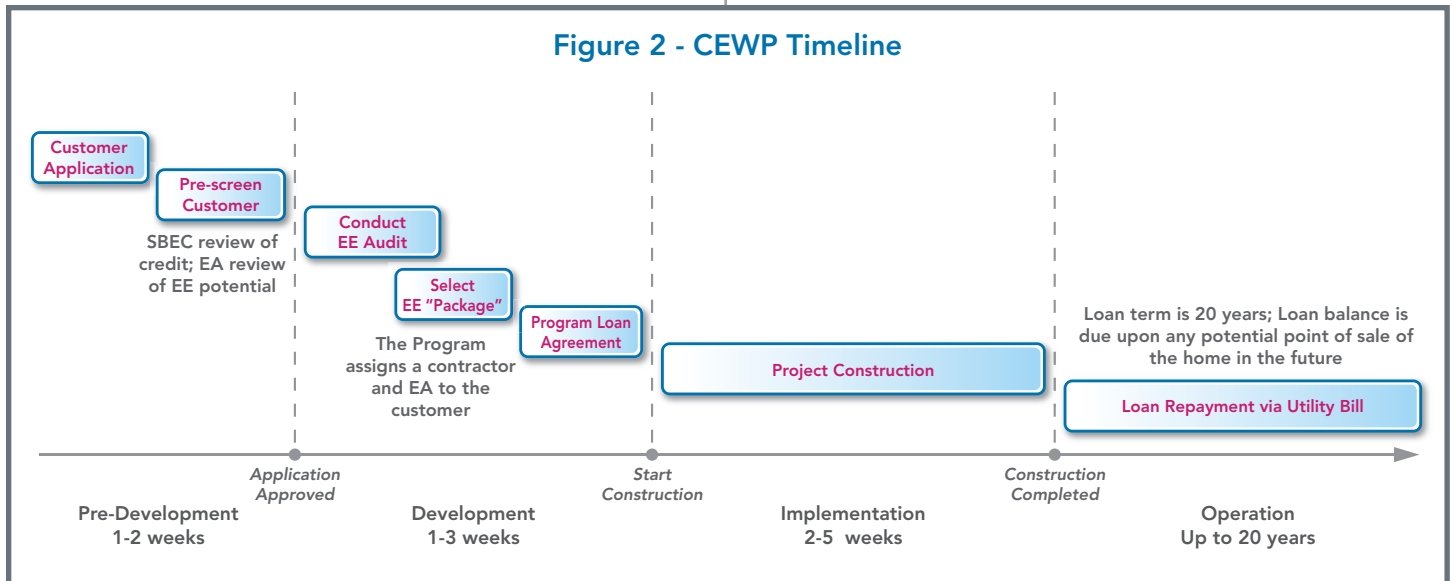 Figure 2 - CEWP Timeline
Customer
Application
Pre-screen
Customer
SBEC review of
credit; EA review
of EE potential
Conduct
EE Audit
Select
EE “Package”
The Program
assigns a contractor
and EA to the
customer
Program Loan
Agreement
Project Construction
Loan term is 20 years; Loan balance is
due upon any potential point of sale of
the home in the future
Loan Repayment via Utility Bill
Application
Approved
Start
Construction
Construction
Completed
Pre-Development
1-2 weeks
Development
1-3 weeks
Implementation
2-5 weeks
Operation
Up to 20 years